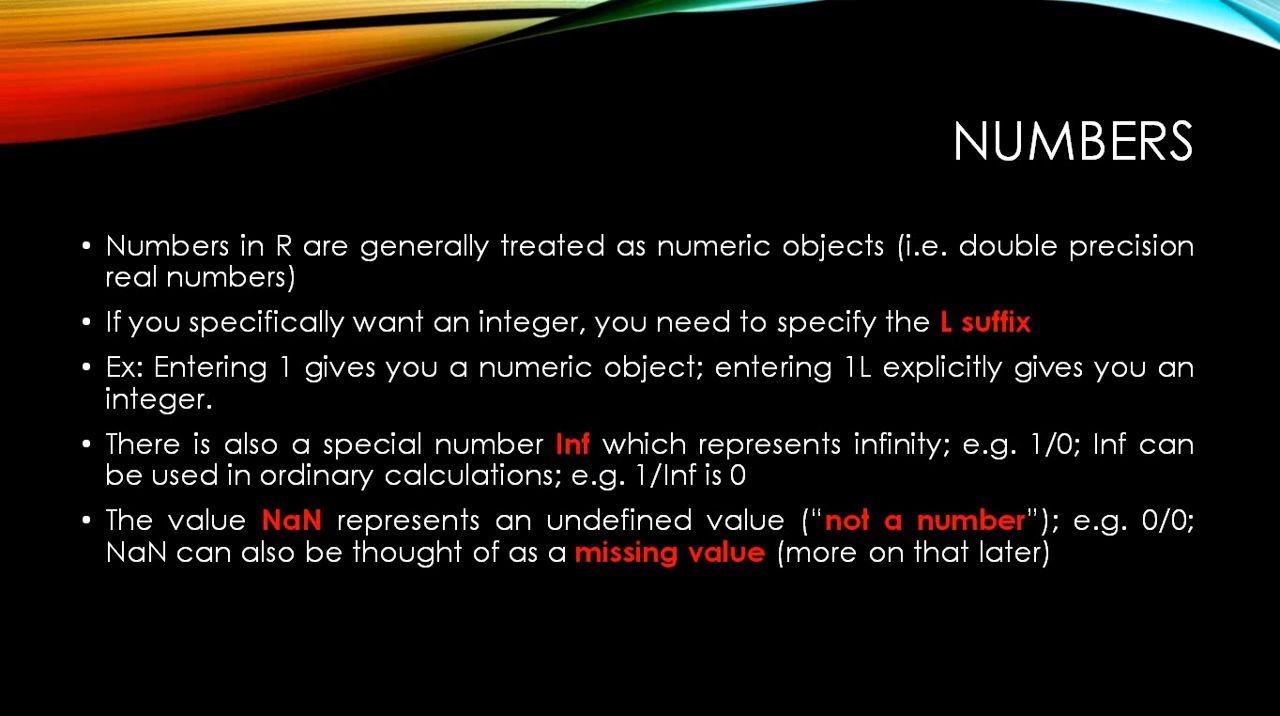 NUMBERS
• Numbers in R are generally treated as numeric objects (i.e. double precision
real numbers)
• If you specifically want an integer, you need to specify the L suffix
• Ex: Entering 1 gives you a numeric object; entering 1L explicitly gives you an
integer.
• There is also a special number Inf which represents infinity; e.g. 1/0; Inf can
be used in ordinary calculations; e.g. 1/Inf is 0
• The value NaN represents an undefined value (“not a number”); e.g. 0/0;
NaN can also be thought of as a missing value (more on that later)